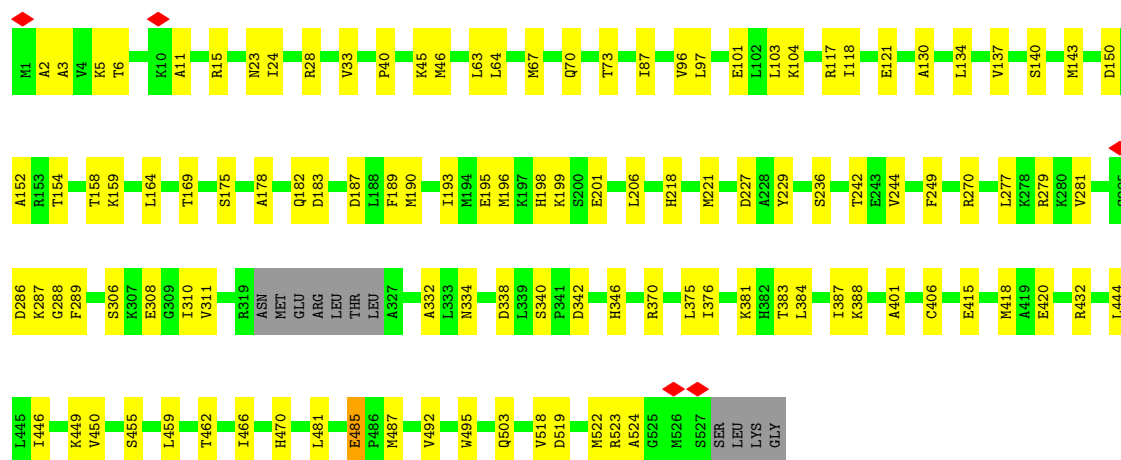 M1 A2 A3 V4 K5 T6 K10 A11 R15 N23 I24 R28 V33 P40 K45 M46 L63 L64 M67 Q70 T73 I87 V96 L97 E101 L102 L103 K104 R117 I118 E121 A130 L134 V137 S140 M143 D150
A152 R153 T154 T158 K159 L164 T169 S175 A178 Q182 D183 D187 L188 F189 M190 I193 M194 E195 M196 K197 H198 K199 S200 E201 L206 H218 M221 D227 A228 Y229 S236 T242 E243 V244 F249 R270 L277 K278 R279 K280 V281
D286 K287 G288 F289 S306 K307 E308 G309 I310 V311 R319 ASN MET GLU ARG LEU THR LEU A327 A332 L333 N334 D338 L339 S340 P341 D342 H346 R370 L375 I376 K381 H382 T383 L384 I387 K388 A401 C406 E415 M418 A419 E420 R432 L444
L445 I446 K449 V450 S455 L459 T462 I466 H470 L481 E485 P486 M487 V492 W495 Q503 V518 D519 M522 R523 A524 G525 M526 S527 SER LEU LYS GLY